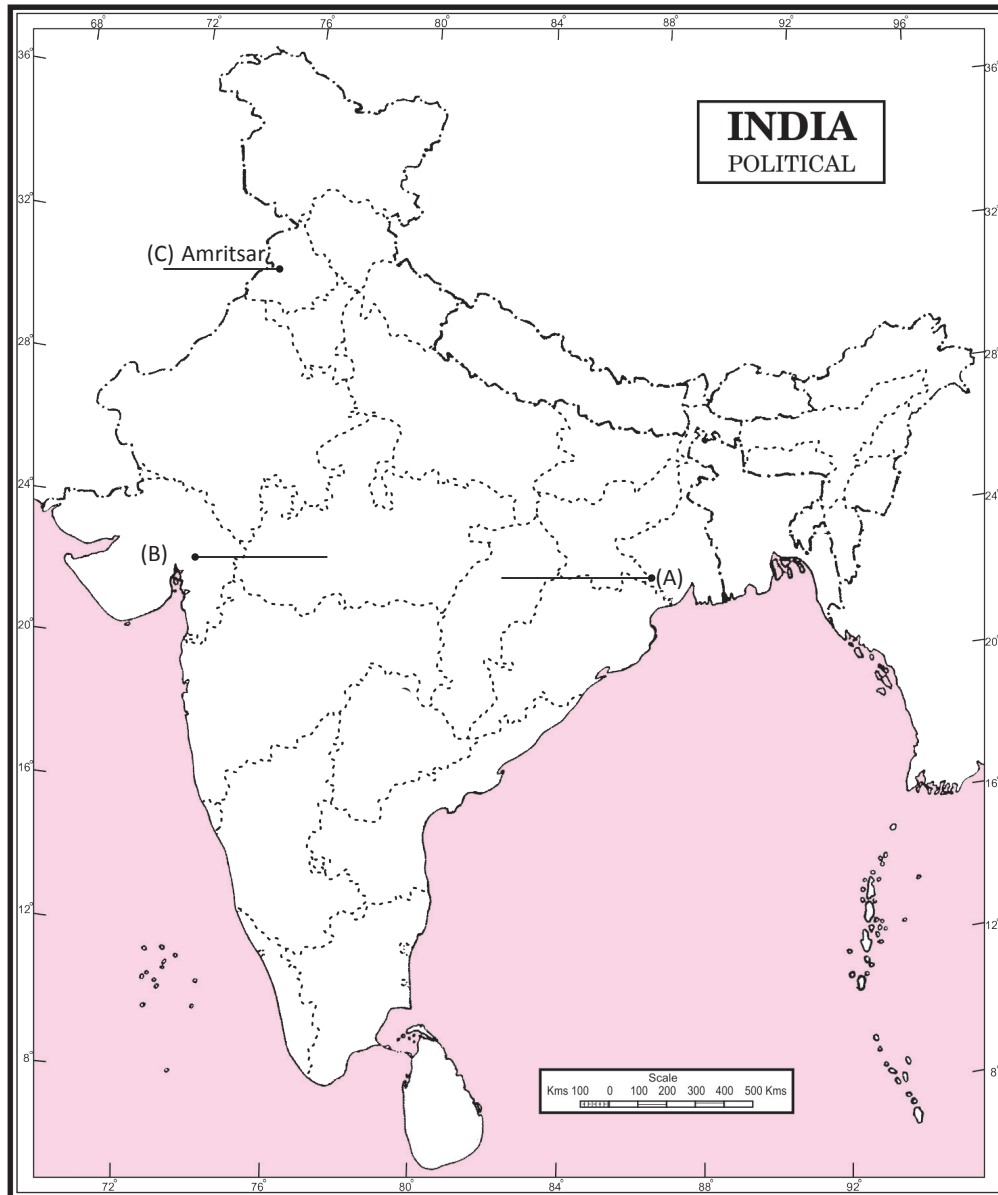 68° 72° 76° 80° 84° 88° 92° 96°
36° 36°
INDIA
POLITICAL
32° 32°
(C) Amritsar
28° 28°
24° 24°
(B)
(A)
20° 20°
16° 16°
12° 12°
8° 8°
Scale
Kms 100 0 100 200 300 400 500 Kms
72° 76° 80° 84° 88° 92°